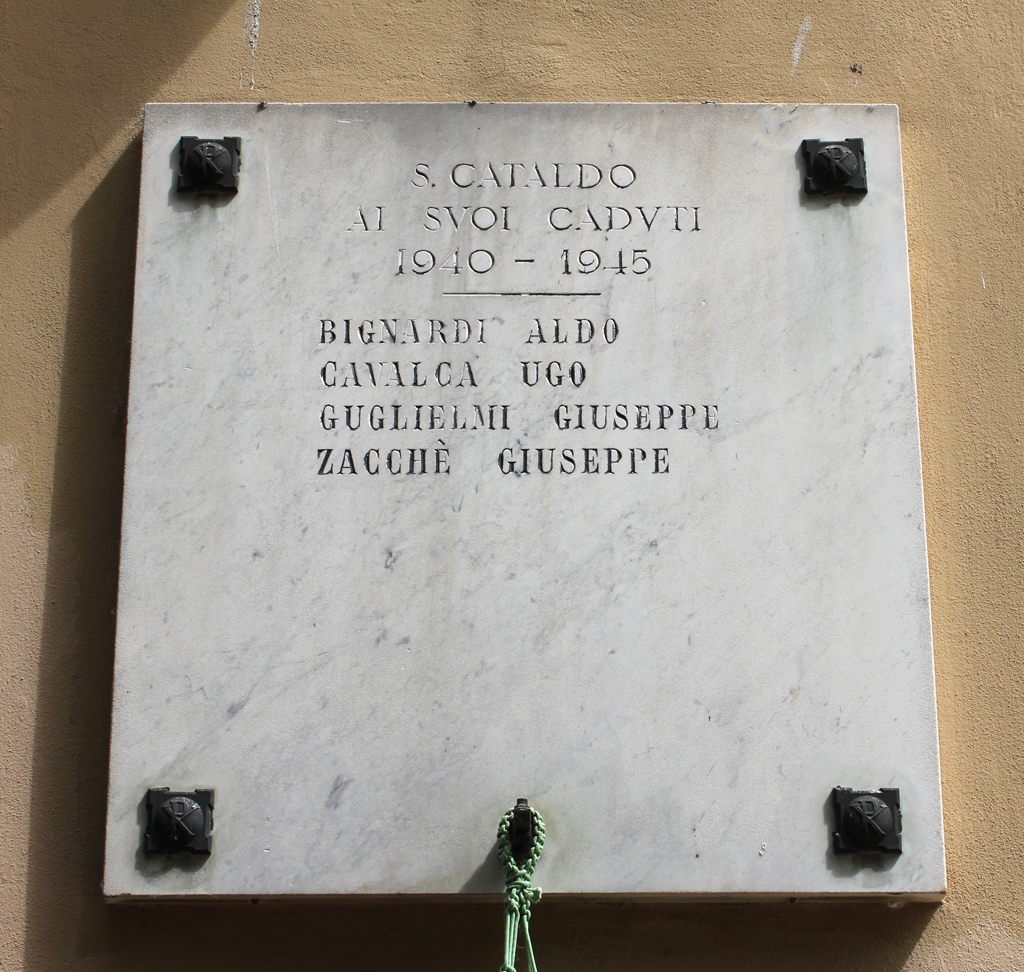 S. CATALDO
AI SVOI CADVTI
1940 – 1945
BIGNARDI ALDO
CAVALCA UGO
GUGLIELMI GIUSEPPE
ZACCHÈ GIUSEPPE